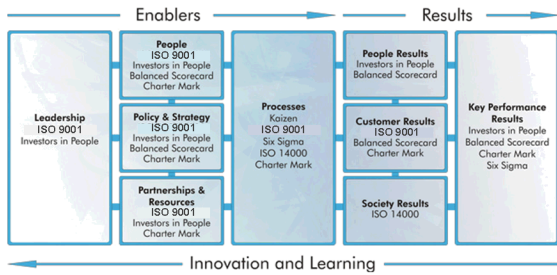 Enablers
Results
Leadership
ISO 9001
Investors in People
People
ISO 9001
Investors in People
Balanced Scorecard
Charter Mark
Policy & Strategy
ISO 9001
Investors in People
Balanced Scorecard
Charter Mark
Partnerships &
Resources
ISO 9001
Investors in People
Charter Mark
Processes
Kaizen
ISO 9001
Six Sigma
ISO 14000
Charter Mark
People Results
Investors in People
Balanced Scorecard
Customer Results
ISO 9001
Balanced Scorecard
Charter Mark
Society Results
ISO 14000
Key Performance
Results
Investors in People
Balanced Scorecard
Charter Mark
Six Sigma
Innovation and Learning